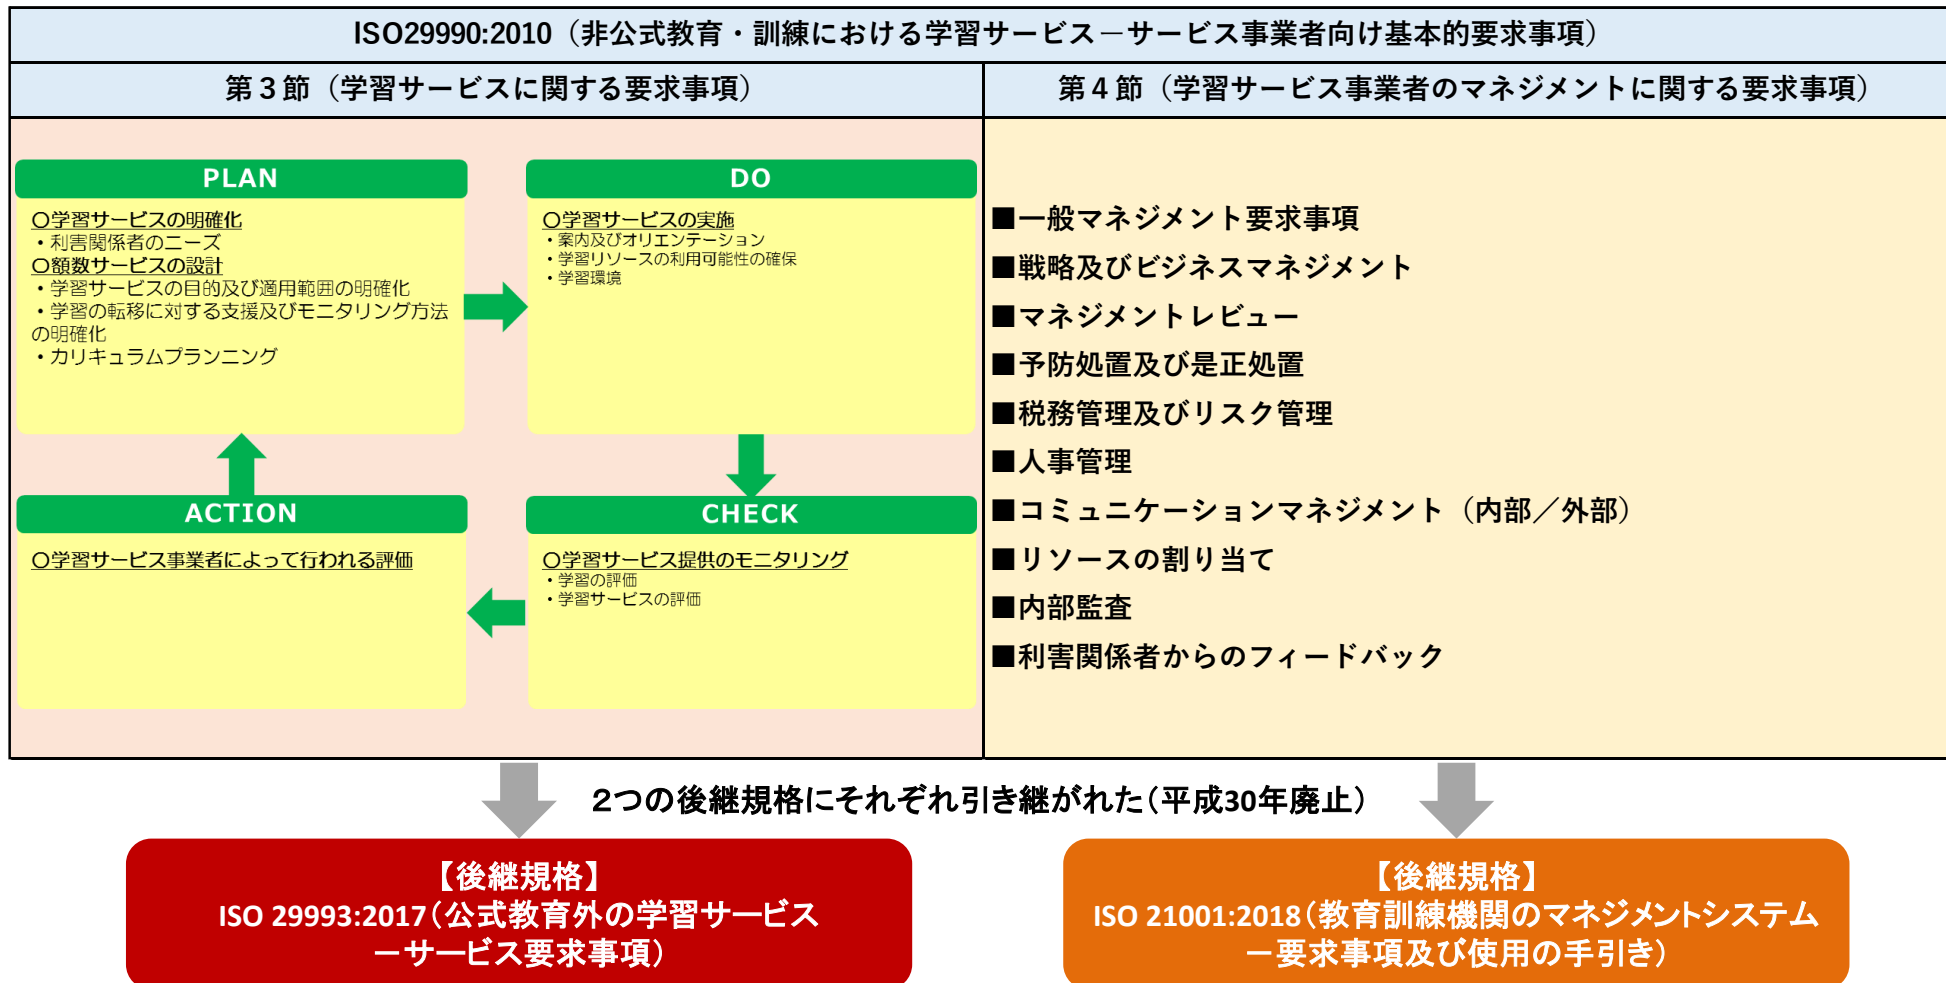 ISO29990:2010（非公式教育・訓練における学習サービス－サービス事業者向け基本的要求事項）
第３節（学習サービスに関する要求事項）
第４節（学習サービス事業者のマネジメントに関する要求事項）
PLAN
〇学習サービスの明確化
・利害関係者のニーズ
〇額数サービスの設計
・学習サービスの目的及び適用範囲の明確化
・学習の転移に対する支援及びモニタリング方法
の明確化
・カリキュラムプランニング
DO
〇学習サービスの実施
・案内及びオリエンテーション
・学習リソースの利用可能性の確保
・学習環境
ACTION
〇学習サービス事業者によって行われる評価
CHECK
〇学習サービス提供のモニタリング
・学習の評価
・学習サービスの評価
■一般マネジメント要求事項
■戦略及びビジネスマネジメント
■マネジメントレビュー
■予防処置及び是正処置
■税務管理及びリスク管理
■人事管理
■コミュニケーションマネジメント（内部／外部）
■リソースの割り当て
■内部監査
■利害関係者からのフィードバック
２つの後継規格にそれぞれ引き継がれた（平成30年廃止）
【後継規格】
ISO 29993:2017（公式教育外の学習サービス
－サービス要求事項）
【後継規格】
ISO 21001:2018（教育訓練機関のマネジメントシステム
－要求事項及び使用の手引き）